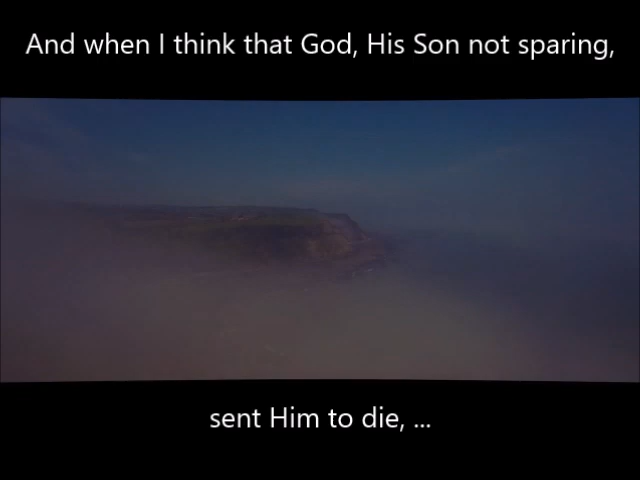 And when I think that God, His Son not sparing,
sent Him to die, ...